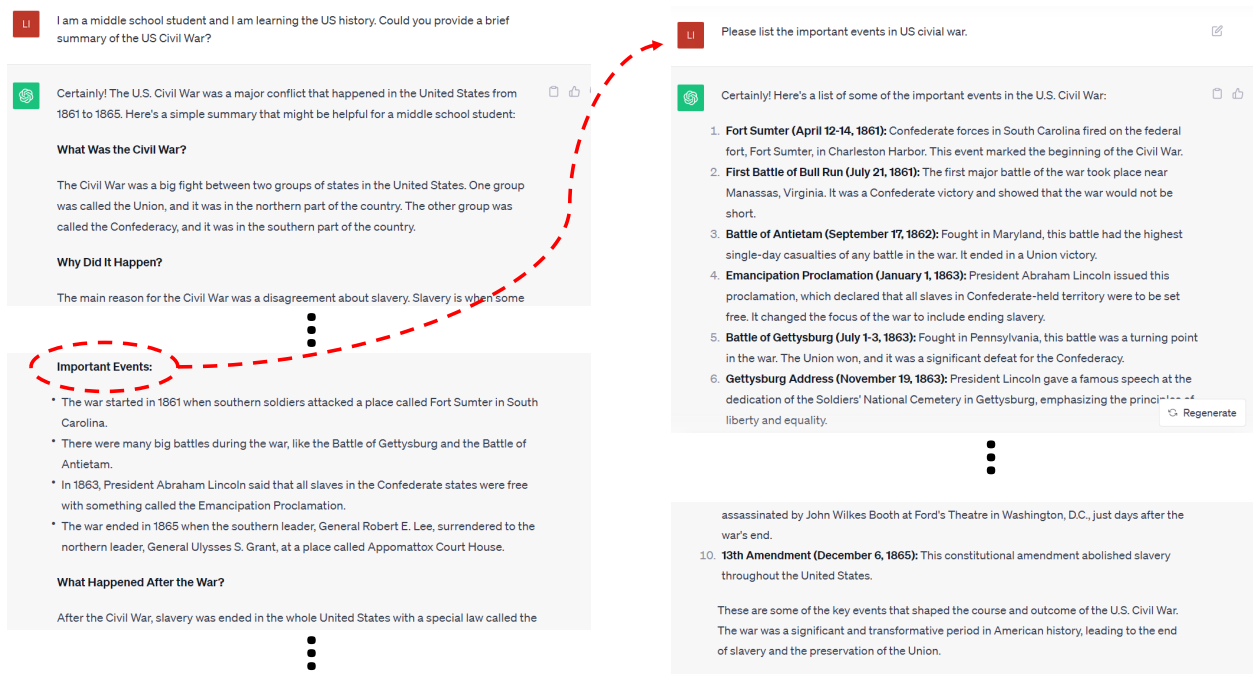 LI
I am a middle school student and I am learning the US history. Could you provide a brief
summary of the US Civil War?
Certainly! The U.S. Civil War was a major conflict that happened in the United States from
1861 to 1865. Here's a simple summary that might be helpful for a middle school student:
What Was the Civil War?
The Civil War was a big fight between two groups of states in the United States. One group
was called the Union, and it was in the northern part of the country. The other group was
called the Confederacy, and it was in the southern part of the country.
Why Did It Happen?
The main reason for the Civil War was a disagreement about slavery. Slavery is when some
Important Events:
• The war started in 1861 when southern soldiers attacked a place called Fort Sumter in South
Carolina.
• There were many big battles during the war, like the Battle of Gettysburg and the Battle of
Antietam.
• In 1863, President Abraham Lincoln said that all slaves in the Confederate states were free
with something called the Emancipation Proclamation.
• The war ended in 1865 when the southern leader, General Robert E. Lee, surrendered to the
northern leader, General Ulysses S. Grant, at a place called Appomattox Court House.
What Happened After the War?
After the Civil War, slavery was ended in the whole United States with a special law called the
LI
Please list the important events in US civial war.
Certainly! Here's a list of some of the important events in the U.S. Civil War:
1. Fort Sumter (April 12-14, 1861): Confederate forces in South Carolina fired on the federal
fort, Fort Sumter, in Charleston Harbor. This event marked the beginning of the Civil War.
2. First Battle of Bull Run (July 21, 1861): The first major battle of the war took place near
Manassas, Virginia. It was a Confederate victory and showed that the war would not be
short.
3. Battle of Antietam (September 17, 1862): Fought in Maryland, this battle had the highest
single-day casualties of any battle in the war. It ended in a Union victory.
4. Emancipation Proclamation (January 1, 1863): President Abraham Lincoln issued this
proclamation, which declared that all slaves in Confederate-held territory were to be set
free. It changed the focus of the war to include ending slavery.
5. Battle of Gettysburg (July 1-3, 1863): Fought in Pennsylvania, this battle was a turning point
in the war. The Union won, and it was a significant defeat for the Confederacy.
6. Gettysburg Address (November 19, 1863): President Lincoln gave a famous speech at the
dedication of the Soldiers' National Cemetery in Gettysburg, emphasizing the principles of
liberty and equality.
Regenerate
assassinated by John Wilkes Booth at Ford's Theatre in Washington, D.C., just days after the
war's end.
10. 13th Amendment (December 6, 1865): This constitutional amendment abolished slavery
throughout the United States.
These are some of the key events that shaped the course and outcome of the U.S. Civil War.
The war was a significant and transformative period in American history, leading to the end
of slavery and the preservation of the Union.